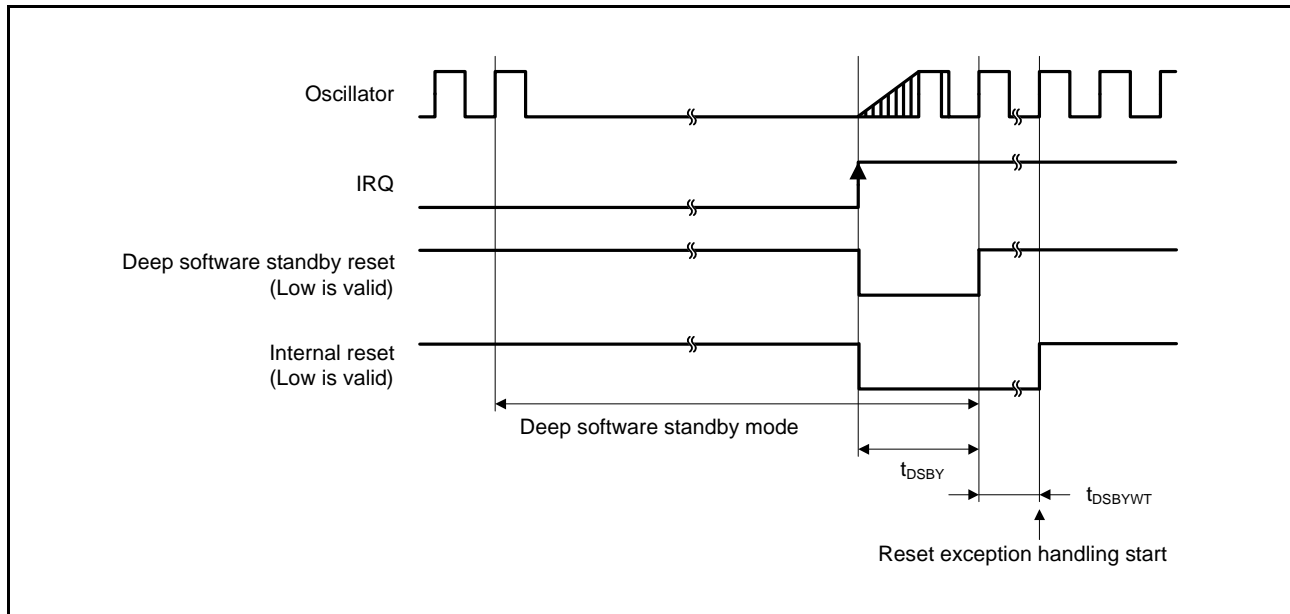 Oscillator
IRQ
Deep software standby reset
(Low is valid)
Internal reset
(Low is valid)
Deep software standby mode
tDSBY
tDSBYWT
Reset exception handling start